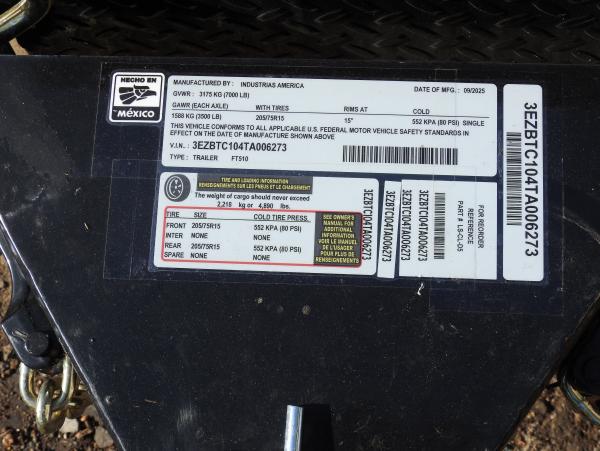 HECHO EN
MÉXICO
MANUFACTURED BY : INDUSTRIAS AMERICA
GVWR : 3175 KG (7000 LB)
DATE OF MFG. : 09/2025
GAWR (EACH AXLE) WITH TIRES RIMS AT COLD
1588 KG (3500 LB) 205/75R15 15" 552 KPA (80 PSI) SINGLE
THIS VEHICLE CONFORMS TO ALL APPLICABLE U.S. FEDERAL MOTOR VEHICLE SAFETY STANDARDS IN
EFFECT ON THE DATE OF MANUFACTURE SHOWN ABOVE
V.I.N. : 3EZBTC104TA006273
TYPE : TRAILER FT510
TIRE AND LOADING INFORMATION
RENSEIGNEMENTS SUR LES PNEUS ET LE CHARGEMENT
The weight of cargo should never exceed
2,218 kg or 4,890 lbs.
TIRE SIZE COLD TIRE PRESS.
FRONT 205/75R15 552 KPA (80 PSI)
INTER NONE NONE
REAR 205/75R15 552 KPA (80 PSI)
SPARE NONE NONE
SEE OWNER'S
MANUAL FOR
ADDITIONAL
INFORMATION
VOIR LE MANUEL
DE L'USAGER
POUR PLUS DE
RENSEIGNEMENTS
3EZBTC104TA006273
3EZBTC104TA006273
3EZBTC104TA006273
3EZBTC104TA006273
FOR REORDER
REFERENCE
PART # LS-CL-D5
3EZBTC104TA006273